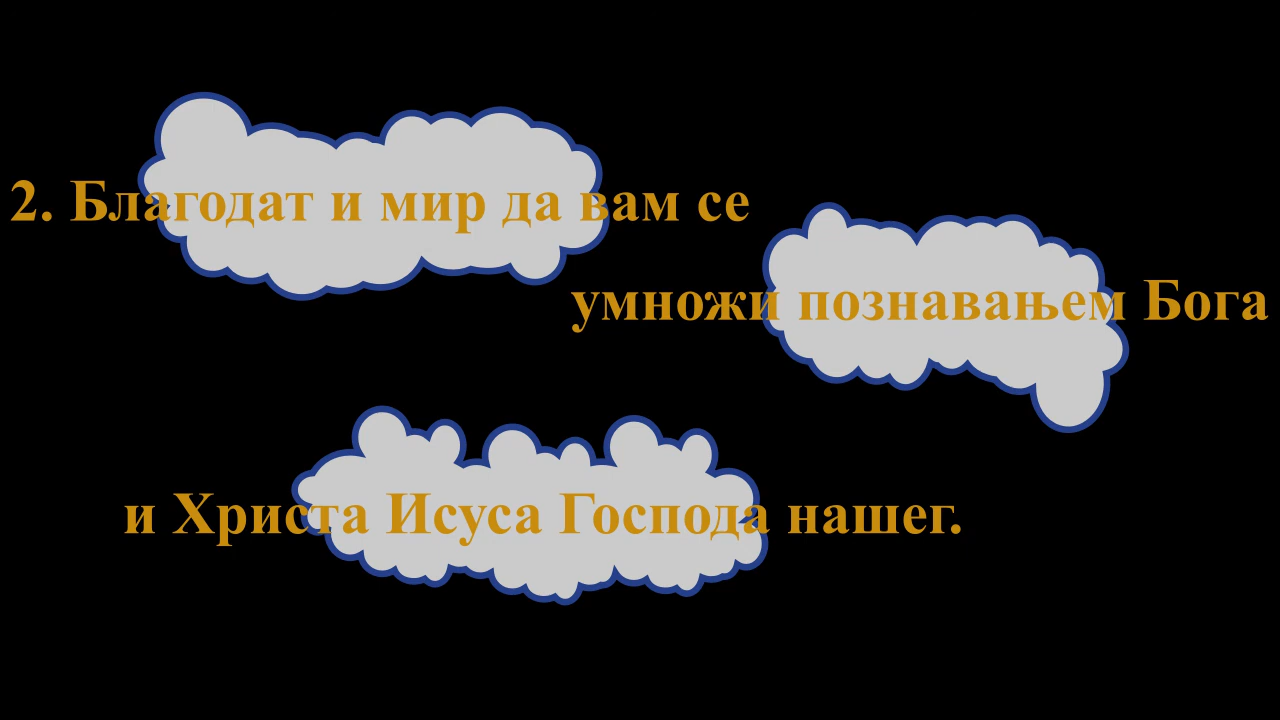 2. Благодат и мир да вам се
умножи познавањем Бога
и Христа Исуса Господа нашег.